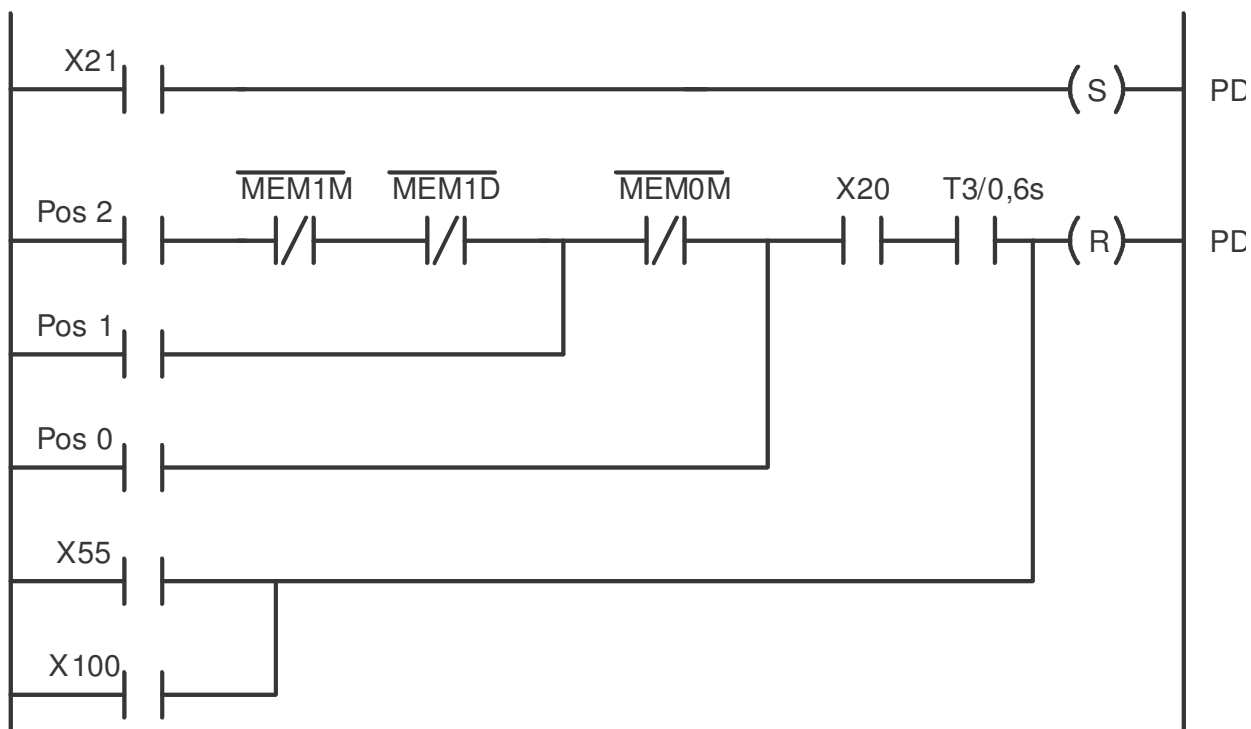 X21
S PD
MEM1M MEM1D MEM0M X20 T3/0,6s
Pos 2
R PD
Pos 1
Pos 0
X55
X100